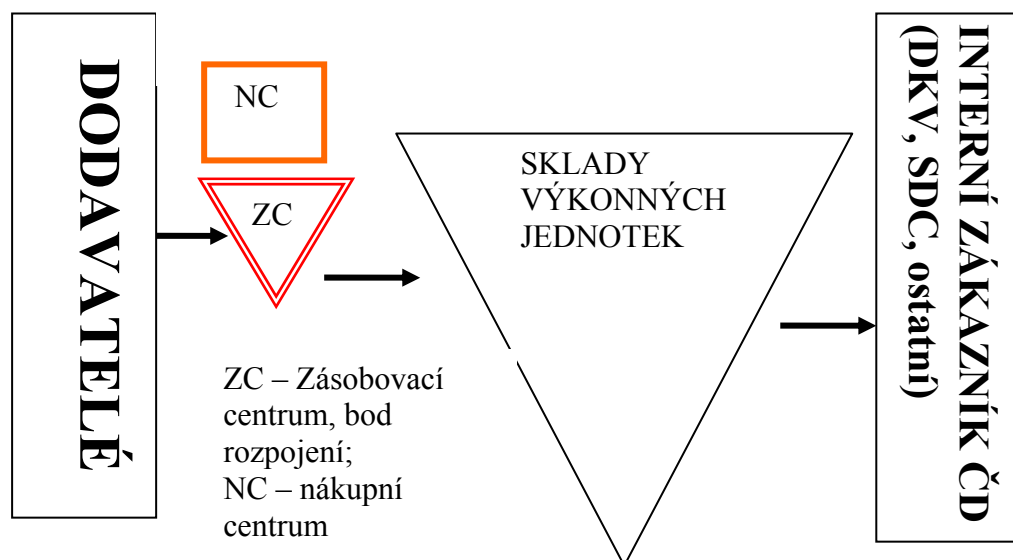 DODAVATELÉ
NC
ZC
ZC – Zásobovací
centrum, bod
rozpojení;
NC – nákupní
centrum
SKLADY
VÝKONNÝCH
JEDNOTEK
INTERNÍ ZÁKAZNÍK ČD
(DKV, SDC, ostatní)